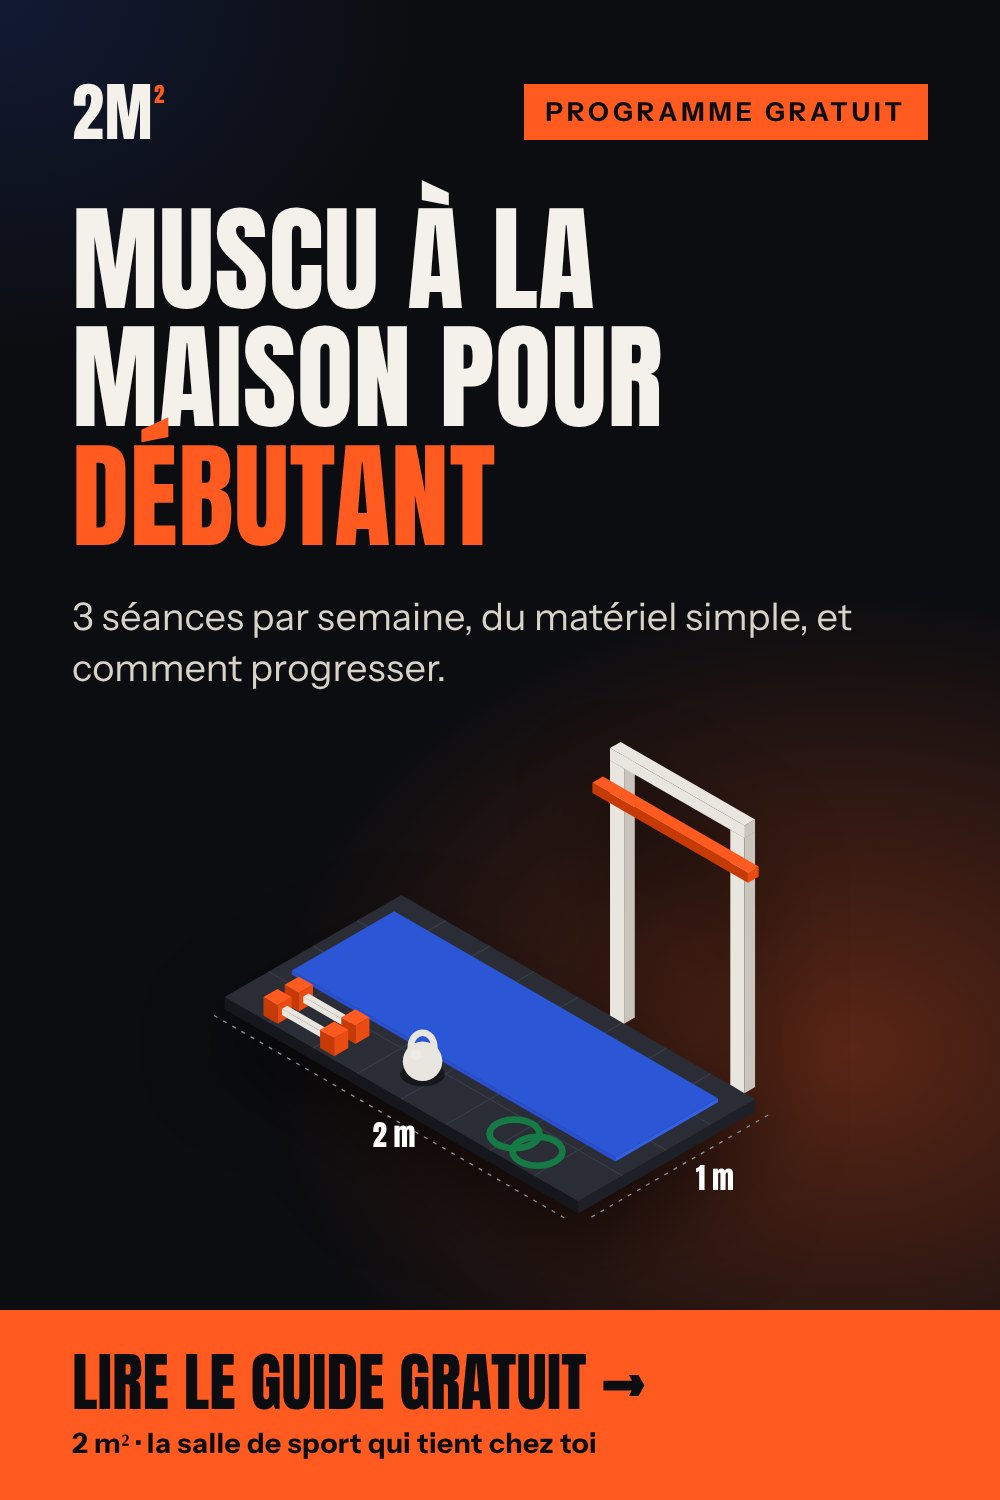 2M²
PROGRAMME GRATUIT
MUSCU À LA
MAISON POUR
DÉBUTANT
3 séances par semaine, du matériel simple, et
comment progresser.
2 m
1 m
LIRE LE GUIDE GRATUIT →
2 m² · la salle de sport qui tient chez toi